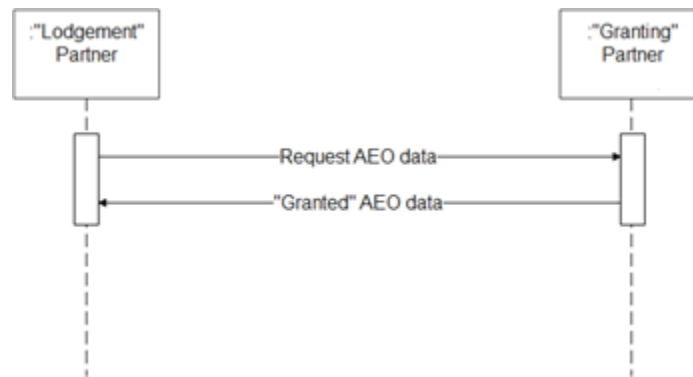 :"Lodgement"
Partner
:"Granting"
Partner
Request AEO data
"Granted" AEO data